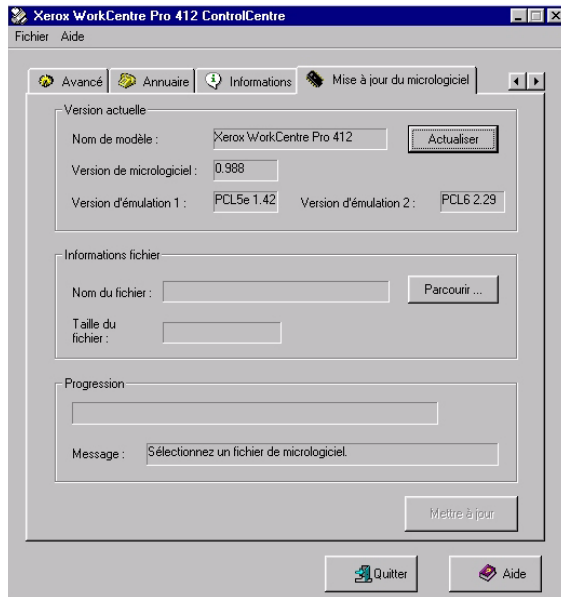 Xerox WorkCentre Pro 412 ControlCentre
Fichier Aide
Avancé Annuaire Informations Mise à jour du micrologiciel
Version actuelle
Nom de modèle : Xerox WorkCentre Pro 412 Actualiser
Version de micrologiciel : 0.988
Version d'émulation 1 : PCL5e 1.42 Version d'émulation 2 : PCL6 2.29
Informations fichier
Nom du fichier : Parcourir ...
Taille du
fichier :
Progression
Message : Sélectionnez un fichier de micrologiciel.
Mettre à jour
Quitter Aide